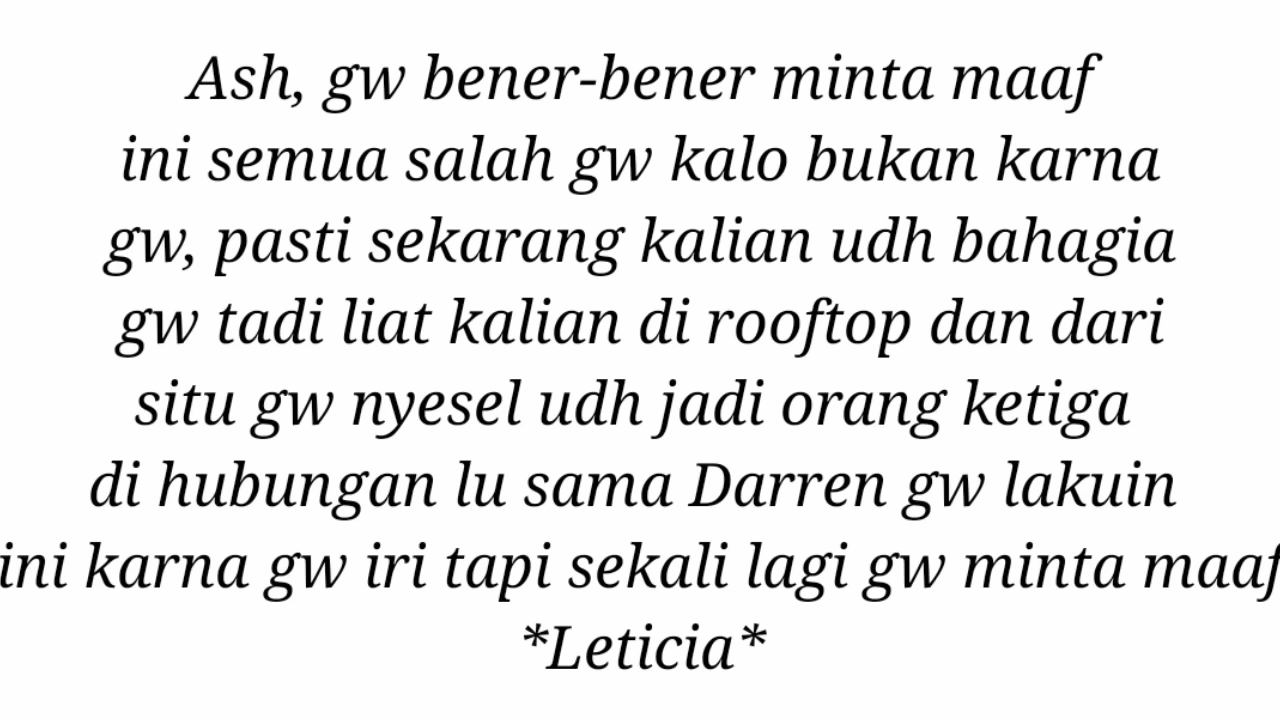 Ash, gw bener-bener minta maaf
ini semua salah gw kalo bukan karna
gw, pasti sekarang kalian udh bahagia
gw tadi liat kalian di rooftop dan dari
situ gw nyesel udh jadi orang ketiga
di hubungan lu sama Darren gw lakuin
ini karna gw iri tapi sekali lagi gw minta maaf
*Leticia*